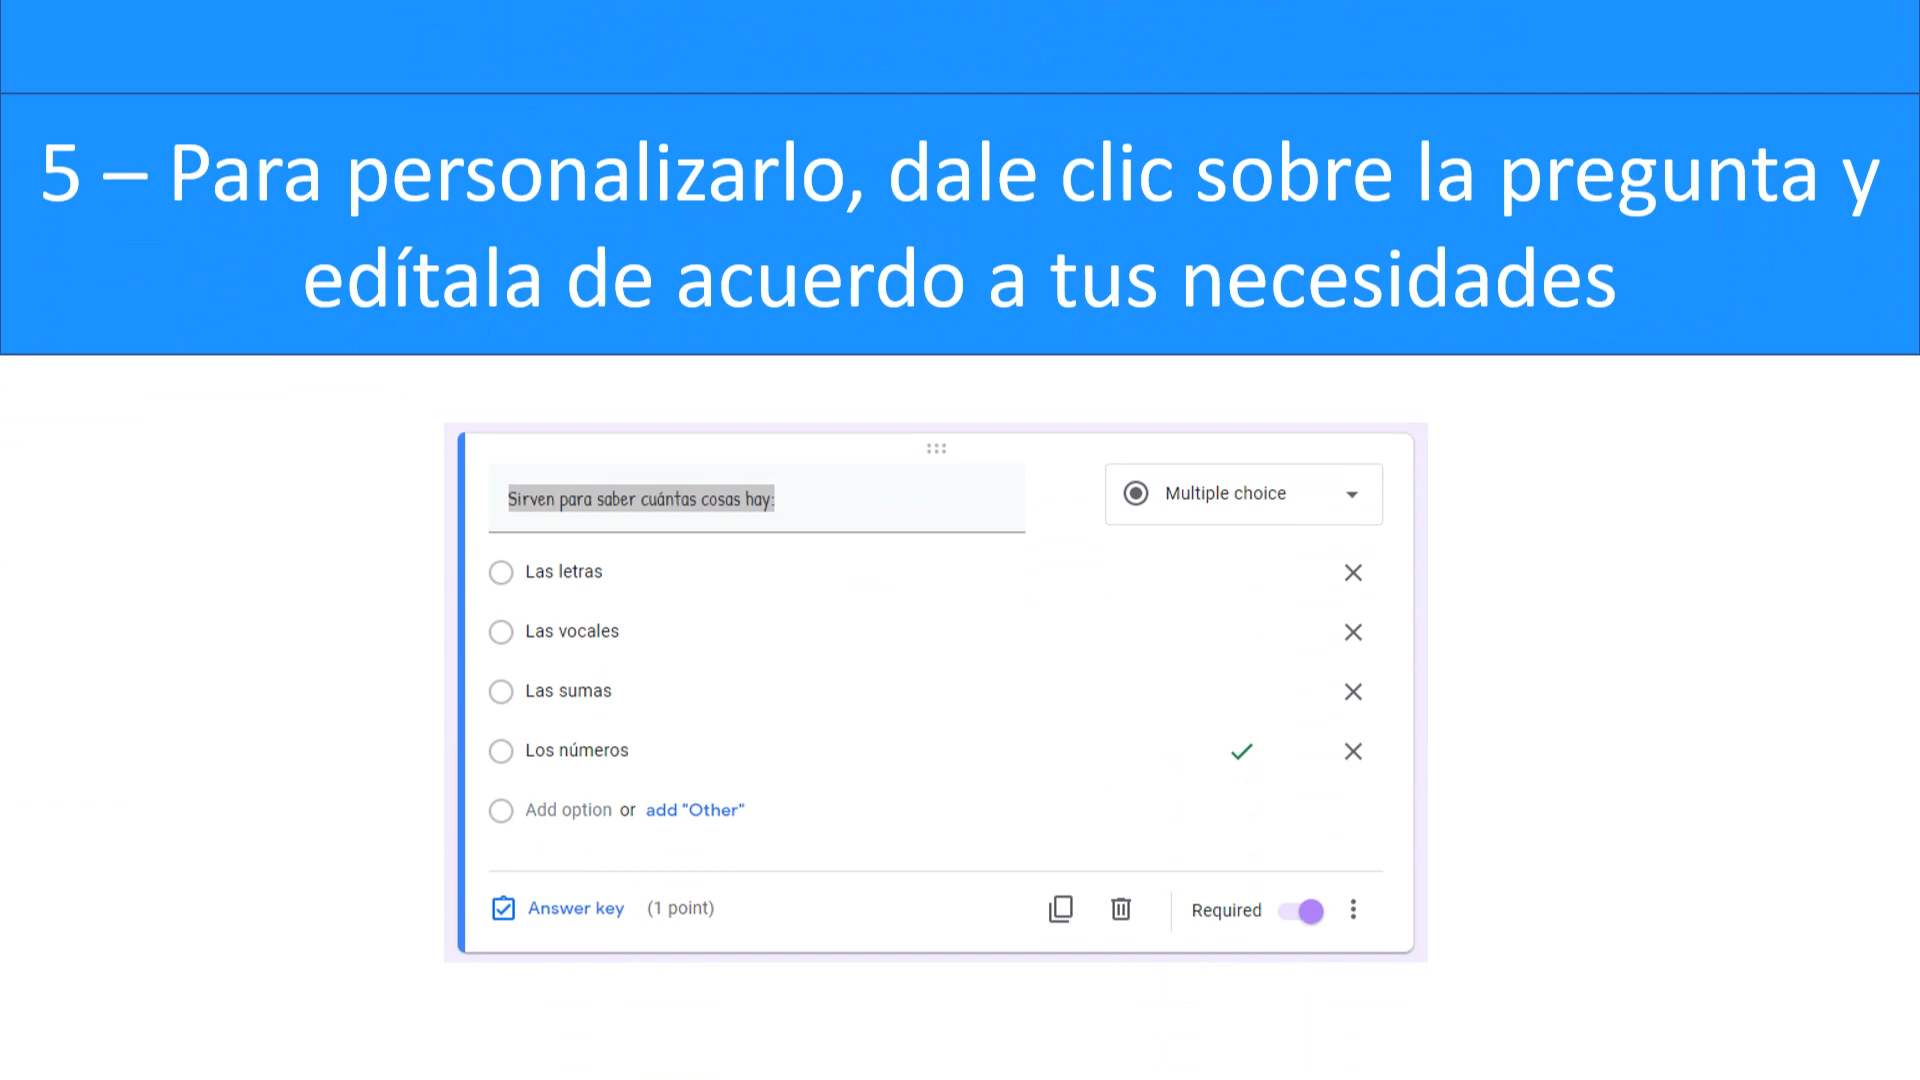 5 – Para personalizarlo, dale clic sobre la pregunta y
edítala de acuerdo a tus necesidades
Sirven para saber cuántas cosas hay:
Multiple choice
Las letras
Las vocales
Las sumas
Los números
Add option or add "Other"
Answer key (1 point)
Required